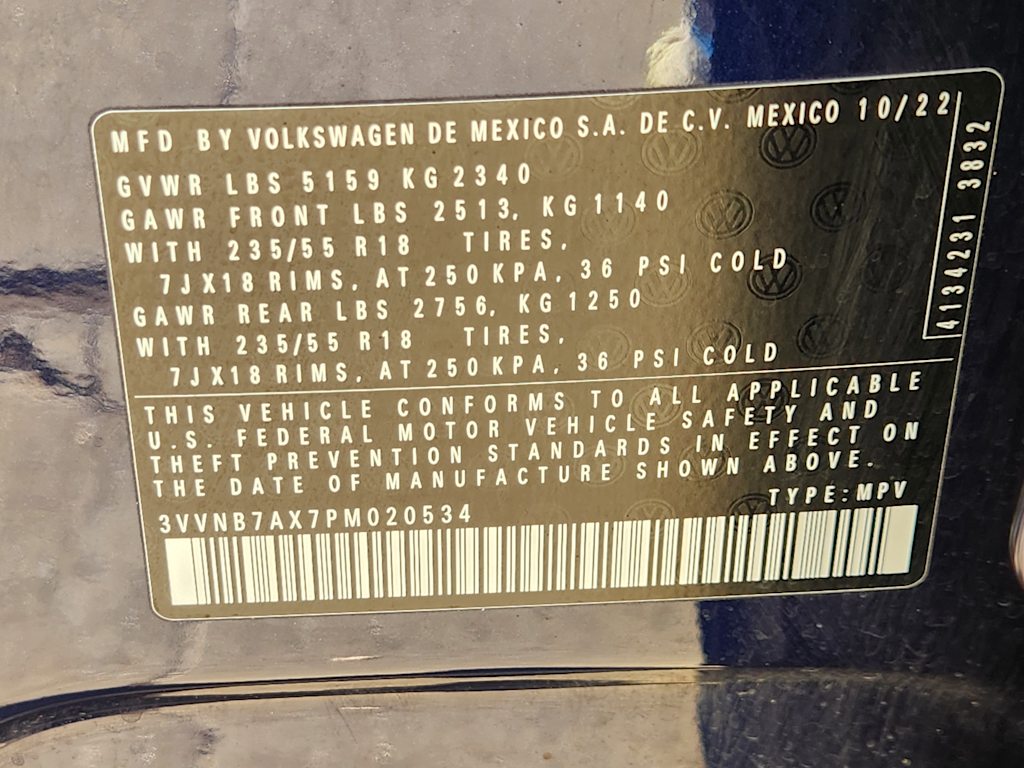 MFD BY VOLKSWAGEN DE MEXICO S.A. DE C.V. MEXICO 10/22
GVWR LBS 5159 KG 2340
GAWR FRONT LBS 2513, KG 1140
WITH 235/55 R18 TIRES,
7JX18 RIMS, AT 250 KPA, 36 PSI COLD
GAWR REAR LBS 2756, KG 1250
WITH 235/55 R18 TIRES,
7JX18 RIMS, AT 250 KPA, 36 PSI COLD
4134231 3832
THIS VEHICLE CONFORMS TO ALL APPLICABLE
U.S. FEDERAL MOTOR VEHICLE SAFETY AND
THEFT PREVENTION STANDARDS IN EFFECT ON
THE DATE OF MANUFACTURE SHOWN ABOVE.
TYPE: MPV
3VVNB7AX7PM020534